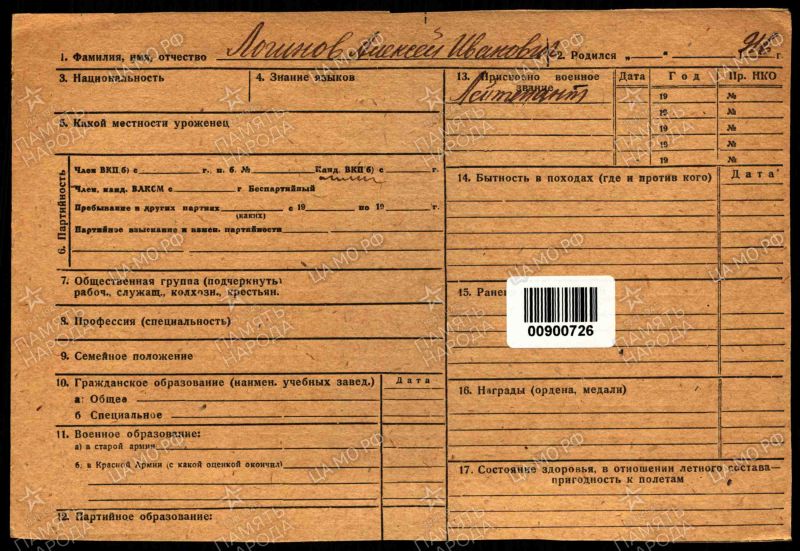 1. Фамилия, имя, отчество Логинов Алексей Иванович 2. Родился „ “ г.
3. Национальность
4. Знание языков
5. Какой местности уроженец
6. Партийность
Член ВКП(б) с г., п. б. № Канд. ВКП(б) с г.
Член, канд. ВЛКСМ с г Беспартийный
Пребывание в других партиях с 19 по 19 г.
(каких)
Партийное взыскание и измен. партийности
7. Общественная группа (подчеркнуть)
рабоч., служащ., колхозн., крестьян.
8. Профессия (специальность)
9. Семейное положение
10. Гражданское образование (наимен. учебных завед.) Дата
а: Общее
б Специальное
11. Военное образование:
а) в старой армии
б, в Красной Армии (с какой оценкой окончил)
12. Партийное образование:
13. Присвоено военное звание Дата Год Пр. НКО
Лейтенант
19 №
19 №
19 №
19 №
19 №
14. Бытность в походах (где и против кого) Дата
15. Ране
00900726
16. Награды (ордена, медали)
17. Состояние здоровья, в отношении летного состава—
пригодность к полетам
ПАМЯТЬ НАРОДА
ЦАМО.РФ